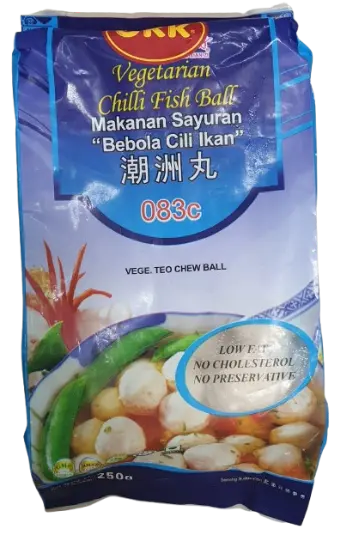 Vegetarian
Chilli Fish Ball
Makanan Sayuran
"Bebola Cili Ikan"
潮洲丸
083c
VEGE. TEO CHEW BALL
LOW FAT
NO CHOLESTEROL
NO PRESERVATIVE
250g